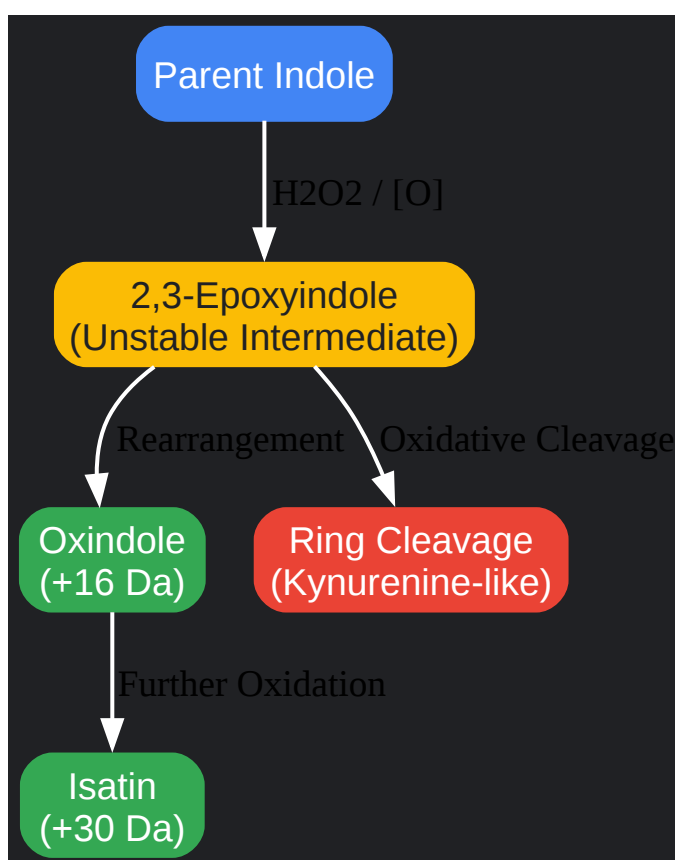 Parent Indole
H2O2 / [O]
2,3-Epoxyindole
(Unstable Intermediate)
Rearrangement
Oxidative Cleavage
Oxindole
(+16 Da)
Ring Cleavage
(Kynurenine-like)
Further Oxidation
Isatin
(+30 Da)